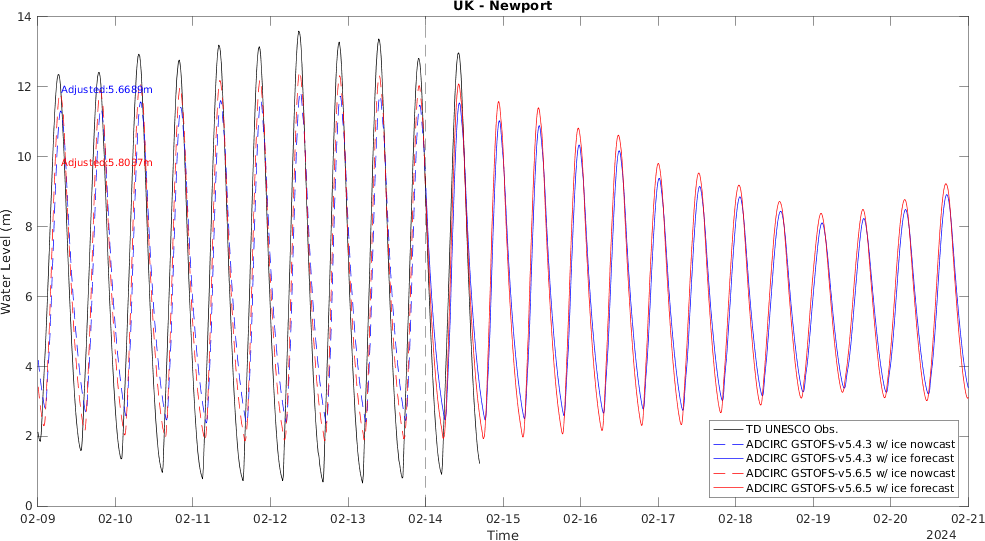 UK - Newport
14
12
10
8
6
4
2
0
Water Level (m)
Adjusted:5.6689m
Adjusted:5.8037m
TD UNESCO Obs.
ADCIRC GSTOFS-v5.4.3 w/ ice nowcast
ADCIRC GSTOFS-v5.4.3 w/ ice forecast
ADCIRC GSTOFS-v5.6.5 w/ ice nowcast
ADCIRC GSTOFS-v5.6.5 w/ ice forecast
02-09 02-10 02-11 02-12 02-13 02-14 02-15 02-16 02-17 02-18 02-19 02-20 02-21
Time
2024